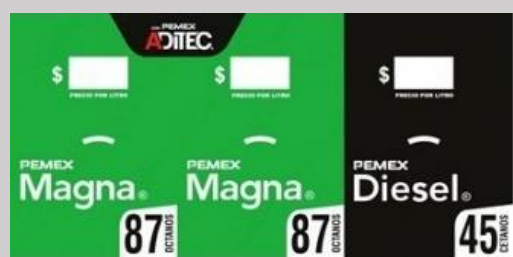 CON PEMEX
ADITEC®
$
PRECIO POR LITRO
PEMEX
Magna®
87
OCTANOS
$
PRECIO POR LITRO
PEMEX
Magna®
87
OCTANOS
$
PRECIO POR LITRO
PEMEX
Diesel®
45
CETANOS